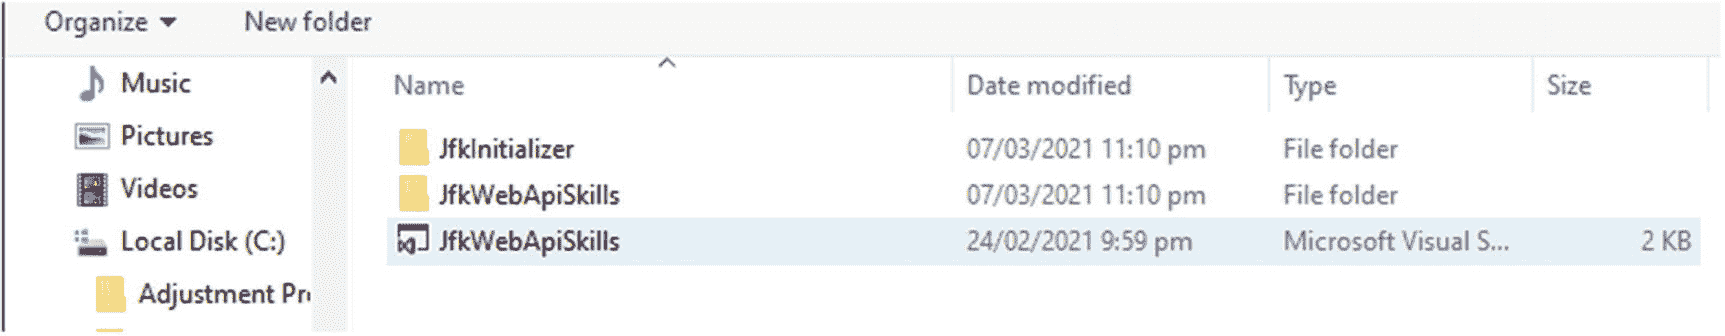 Organize New folder
Music
Pictures
Videos
Local Disk (C:)
Adjustment Pr
Name Date modified Type Size
JfkInitializer 07/03/2021 11:10 pm File folder
JfkWebApiSkills 07/03/2021 11:10 pm File folder
JfkWebApiSkills 24/02/2021 9:59 pm Microsoft Visual S... 2 KB